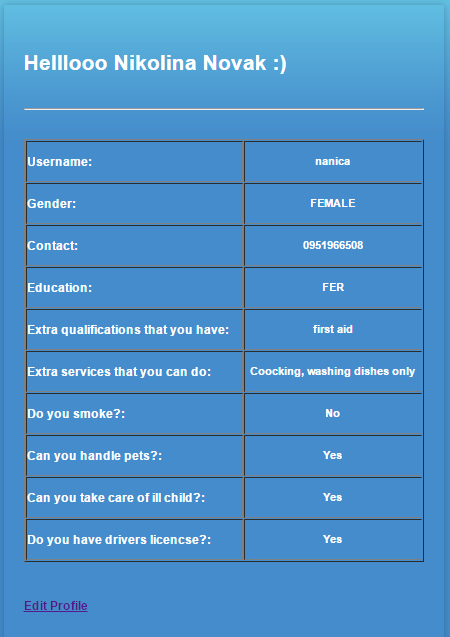 Helllooo Nikolina Novak :)
Username: nanica
Gender: FEMALE
Contact: 0951966508
Education: FER
Extra qualifications that you have: first aid
Extra services that you can do: Coocking, washing dishes only
Do you smoke?: No
Can you handle pets?: Yes
Can you take care of ill child?: Yes
Do you have drivers licencse?: Yes
Edit Profile